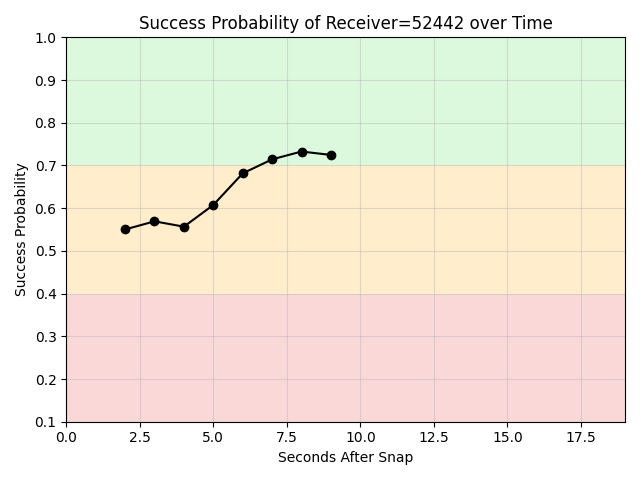 Success Probability of Receiver=52442 over Time
1.0
0.9
0.8
0.7
0.6
0.5
0.4
0.3
0.2
0.1
Success Probability
0.0 2.5 5.0 7.5 10.0 12.5 15.0 17.5
Seconds After Snap